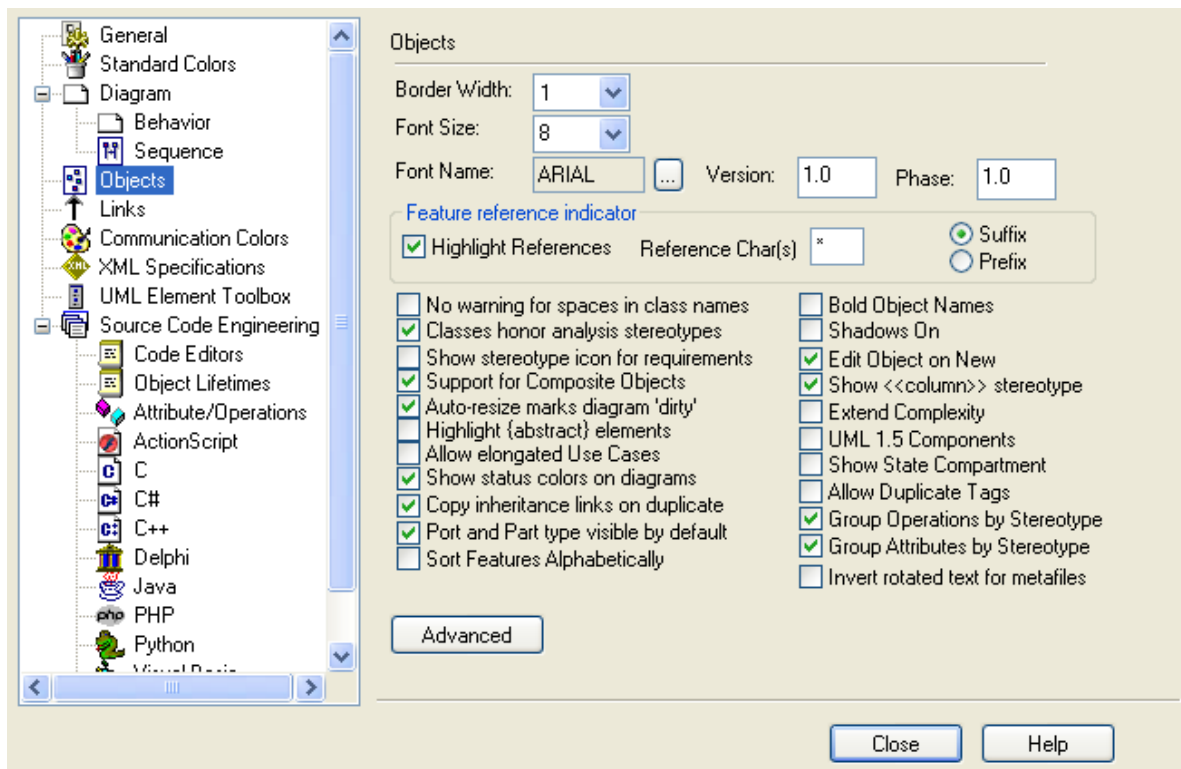 General
Standard Colors
Diagram
Behavior
Sequence
Objects
Links
Communication Colors
XML Specifications
UML Element Toolbox
Source Code Engineering
Code Editors
Object Lifetimes
Attribute/Operations
ActionScript
C
C#
C++
Delphi
Java
PHP
Python
Visual Basic
Objects
Border Width: 1
Font Size: 8
Font Name: ARIAL ... Version: 1.0 Phase: 1.0
Feature reference indicator
Highlight References Reference Char(s) * Suffix
Prefix
No warning for spaces in class names
Classes honor analysis stereotypes
Show stereotype icon for requirements
Support for Composite Objects
Auto-resize marks diagram 'dirty'
Highlight {abstract} elements
Allow elongated Use Cases
Show status colors on diagrams
Copy inheritance links on duplicate
Port and Part type visible by default
Sort Features Alphabetically
Bold Object Names
Shadows On
Edit Object on New
Show <<column>> stereotype
Extend Complexity
UML 1.5 Components
Show State Compartment
Allow Duplicate Tags
Group Operations by Stereotype
Group Attributes by Stereotype
Invert rotated text for metafiles
Advanced
Close Help